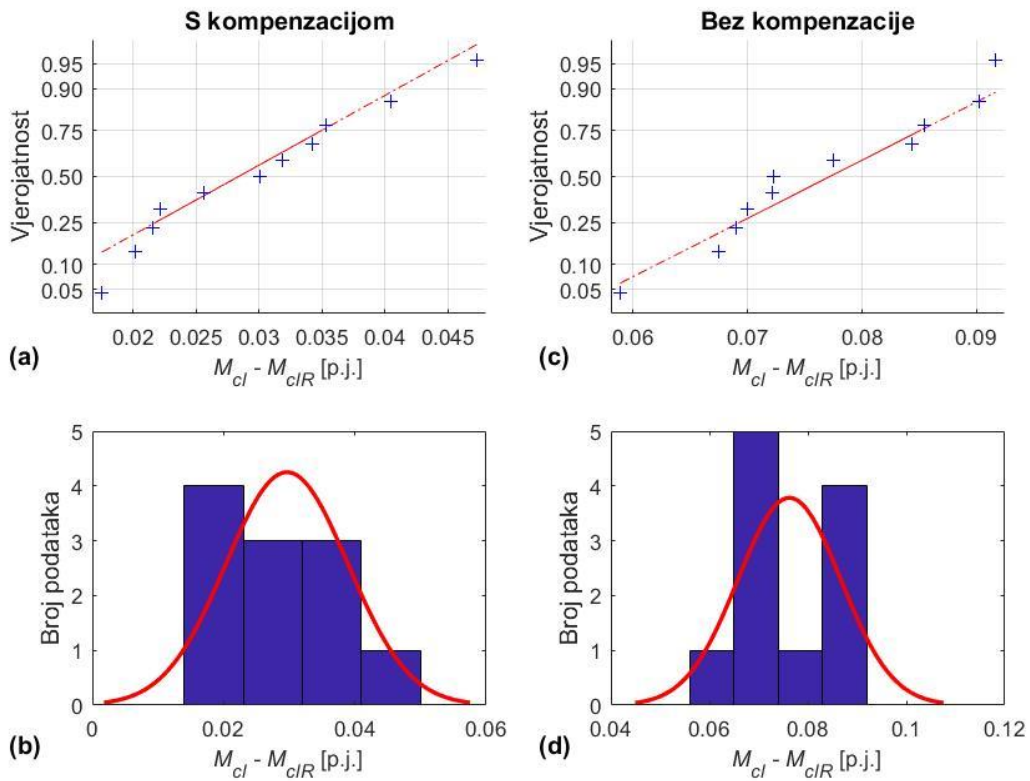 S kompenzacijom
Vjerojatnost
0.95
0.90
0.75
0.50
0.25
0.10
0.05
0.02 0.025 0.03 0.035 0.04 0.045
(a)
M_cl - M_clR [p.j.]
Bez kompenzacije
Vjerojatnost
0.95
0.90
0.75
0.50
0.25
0.10
0.05
0.06 0.07 0.08 0.09
(c)
M_cl - M_clR [p.j.]
Broj podataka
5
4
3
2
1
0
0 0.02 0.04 0.06
(b)
M_cl - M_clR [p.j.]
Broj podataka
5
4
3
2
1
0
0.04 0.06 0.08 0.1 0.12
(d)
M_cl - M_clR [p.j.]